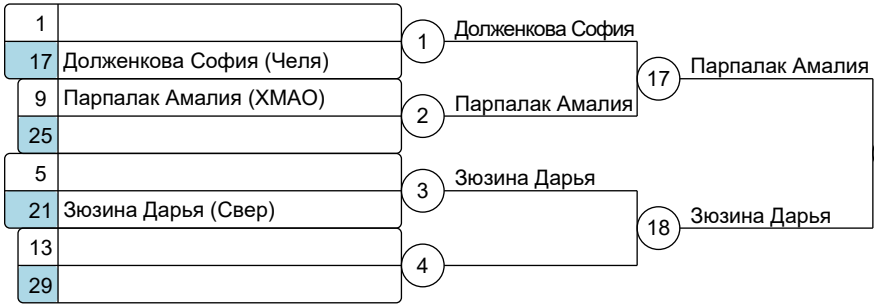 1
17 Долженкова София (Челя)
9 Парпалак Амалия (ХМАО)
25
5
21 Зюзина Дарья (Свер)
13
29
1
2
3
4
Долженкова София
Парпалак Амалия
Зюзина Дарья
17
18
Парпалак Амалия
Зюзина Дарья